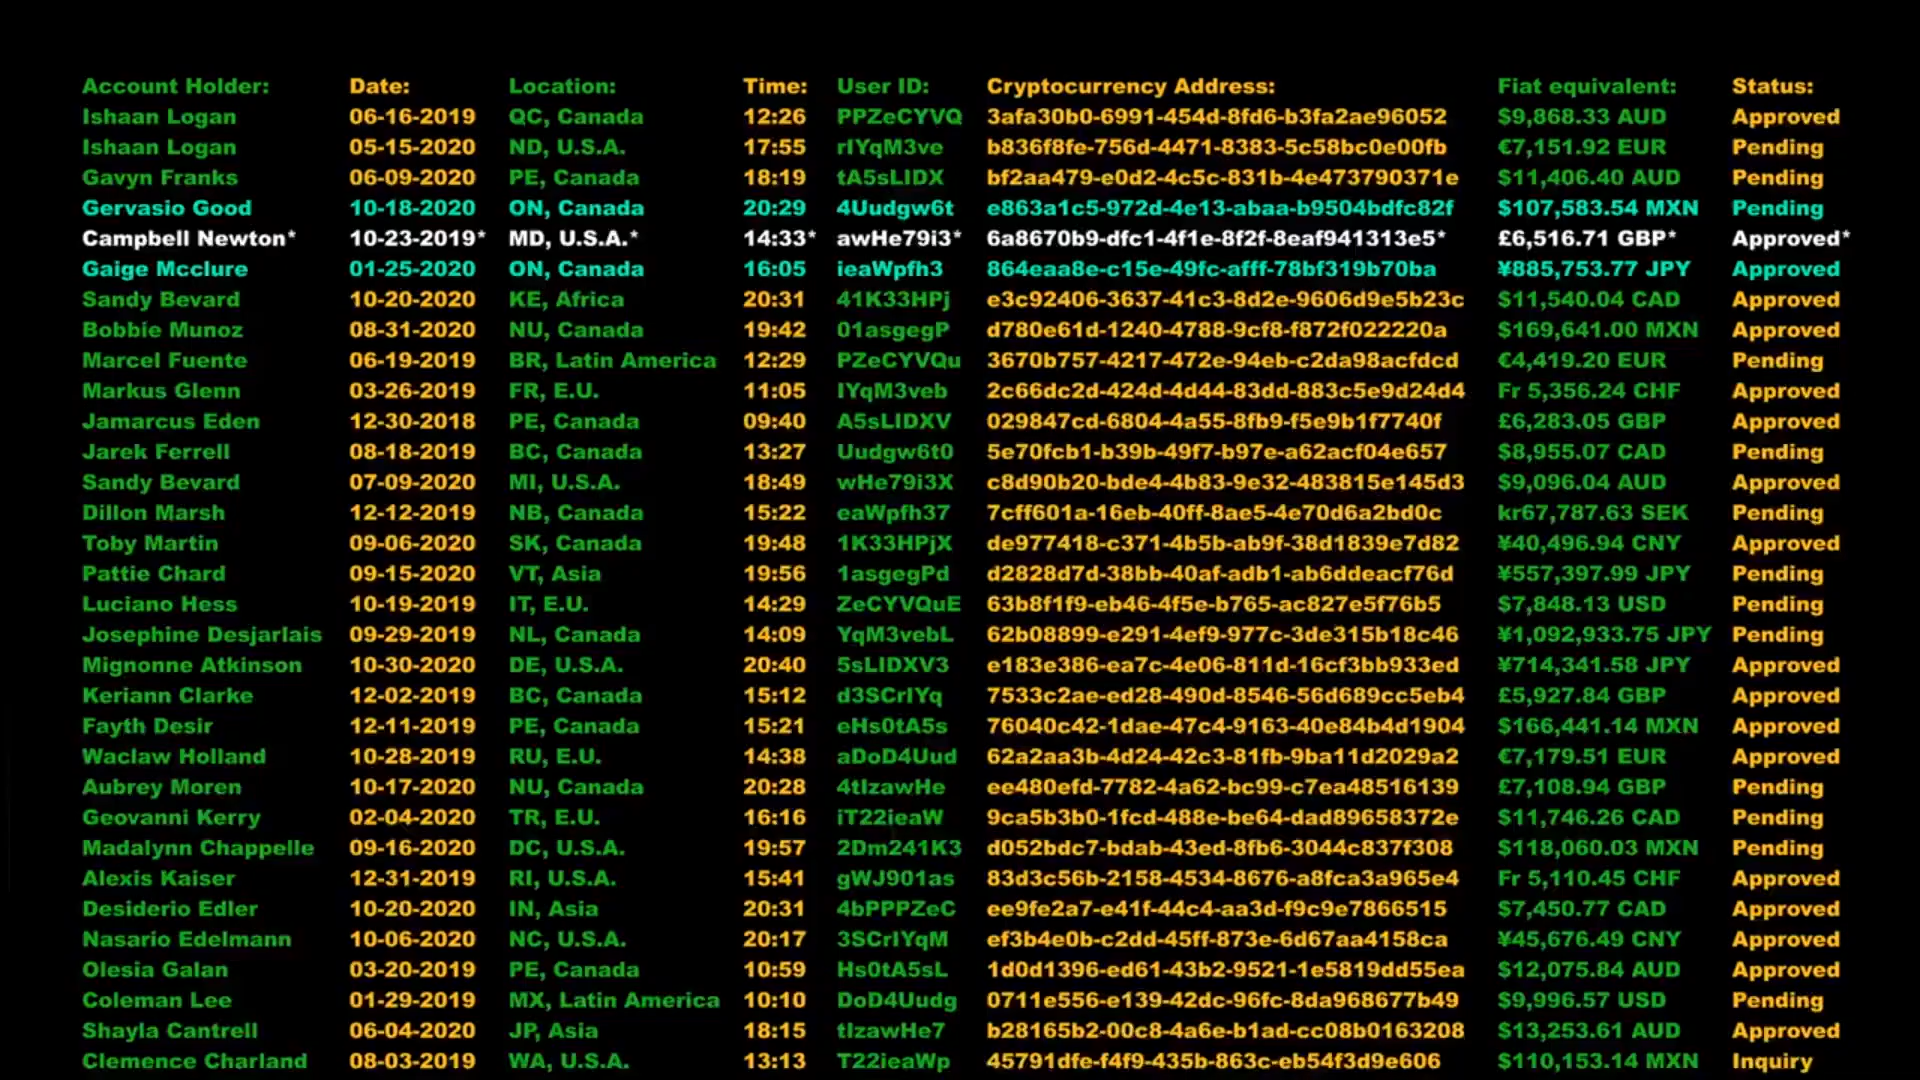 Account Holder: Date: Location: Time: User ID: Cryptocurrency Address: Fiat equivalent: Status:
Ishaan Logan 06-16-2019 QC, Canada 12:26 PPZeCYVQ 3afa30b0-6991-454d-8fd6-b3fa2ae96052 $9,868.33 AUD Approved
Ishaan Logan 05-15-2020 ND, U.S.A. 17:55 rIYqM3ve b836f8fe-756d-4471-8383-5c58bc0e00fb €7,151.92 EUR Pending
Gavyn Franks 06-09-2020 PE, Canada 18:19 tA5sLIDX bf2aa479-e0d2-4c5c-831b-4e473790371e $11,406.40 AUD Pending
Gervasio Good 10-18-2020 ON, Canada 20:29 4Uudgw6t e863a1c5-972d-4e13-abaa-b9504bdfc82f $107,583.54 MXN Pending
Campbell Newton* 10-23-2019* MD, U.S.A.* 14:33* awHe79i3* 6a8670b9-dfc1-4f1e-8f2f-8eaf941313e5* £6,516.71 GBP* Approved*
Gaige Mcclure 01-25-2020 ON, Canada 16:05 ieaWpfh3 864eaa8e-c15e-49fc-afff-78bf319b70ba ¥885,753.77 JPY Approved
Sandy Bevard 10-20-2020 KE, Africa 20:31 41K33HPj e3c92406-3637-41c3-8d2e-9606d9e5b23c $11,540.04 CAD Approved
Bobbie Munoz 08-31-2020 NU, Canada 19:42 01asgegP d780e61d-1240-4788-9cf8-f872f022220a $169,641.00 MXN Approved
Marcel Fuente 06-19-2019 BR, Latin America 12:29 PZeCYVQu 3670b757-4217-472e-94eb-c2da98acfdcd €4,419.20 EUR Pending
Markus Glenn 03-26-2019 FR, E.U. 11:05 IYqM3veb 2c66dc2d-424d-4d44-83dd-883c5e9d24d4 Fr 5,356.24 CHF Approved
Jamarcus Eden 12-30-2018 PE, Canada 09:40 A5sLIDXV 029847cd-6804-4a55-8fb9-f5e9b1f7740f £6,283.05 GBP Approved
Jarek Ferrell 08-18-2019 BC, Canada 13:27 Uudgw6t0 5e70fcb1-b39b-49f7-b97e-a62acf04e657 $8,955.07 CAD Pending
Sandy Bevard 07-09-2020 MI, U.S.A. 18:49 wHe79i3X c8d90b20-bde4-4b83-9e32-483815e145d3 $9,096.04 AUD Approved
Dillon Marsh 12-12-2019 NB, Canada 15:22 eaWpfh37 7cff601a-16eb-40ff-8ae5-4e70d6a2bd0c kr67,787.63 SEK Pending
Toby Martin 09-06-2020 SK, Canada 19:48 1K33HPjX de977418-c371-4b5b-ab9f-38d1839e7d82 ¥40,496.94 CNY Approved
Pattie Chard 09-15-2020 VT, Asia 19:56 1asgegPd d2828d7d-38bb-40af-adb1-ab6ddeacf76d ¥557,397.99 JPY Pending
Luciano Hess 10-19-2019 IT, E.U. 14:29 ZeCYVQuE 63b8f1f9-eb46-4f5e-b765-ac827e5f76b5 $7,848.13 USD Pending
Josephine Desjarlais 09-29-2019 NL, Canada 14:09 YqM3vebL 62b08899-e291-4ef9-977c-3de315b18c46 ¥1,092,933.75 JPY Pending
Mignonne Atkinson 10-30-2020 DE, U.S.A. 20:40 5sLIDXV3 e183e386-ea7c-4e06-811d-16cf3bb933ed ¥714,341.58 JPY Approved
Keriann Clarke 12-02-2019 BC, Canada 15:12 d3SCrIYq 7533c2ae-ed28-490d-8546-56d689cc5eb4 £5,927.84 GBP Approved
Fayth Desir 12-11-2019 PE, Canada 15:21 eHs0tA5s 76040c42-1dae-47c4-9163-40e84b4d1904 $166,441.14 MXN Approved
Waclaw Holland 10-28-2019 RU, E.U. 14:38 aDoD4Uud 62a2aa3b-4d24-42c3-81fb-9ba11d2029a2 €7,179.51 EUR Approved
Aubrey Moren 10-17-2020 NU, Canada 20:28 4tIzawHe ee480efd-7782-4a62-bc99-c7ea48516139 £7,108.94 GBP Pending
Geovanni Kerry 02-04-2020 TR, E.U. 16:16 iT22ieaW 9ca5b3b0-1fcd-488e-be64-dad89658372e $11,746.26 CAD Pending
Madalynn Chappelle 09-16-2020 DC, U.S.A. 19:57 2Dm241K3 d052bdc7-bdab-43ed-8fb6-3044c837f308 $118,060.03 MXN Pending
Alexis Kaiser 12-31-2019 RI, U.S.A. 15:41 gWJ901as 83d3c56b-2158-4534-8676-a8fca3a965e4 Fr 5,110.45 CHF Approved
Desiderio Edler 10-20-2020 IN, Asia 20:31 4bPPPZeC ee9fe2a7-e41f-44c4-aa3d-f9c9e7866515 $7,450.77 CAD Approved
Nasario Edelmann 10-06-2020 NC, U.S.A. 20:17 3SCrIYqM ef3b4e0b-c2dd-45ff-873e-6d67aa4158ca ¥45,676.49 CNY Approved
Olesia Galan 03-20-2019 PE, Canada 10:59 Hs0tA5sL 1d0d1396-ed61-43b2-9521-1e5819dd55ea $12,075.84 AUD Approved
Coleman Lee 01-29-2019 MX, Latin America 10:10 DoD4Uudg 0711e556-e139-42dc-96fc-8da968677b49 $9,996.57 USD Pending
Shayla Cantrell 06-04-2020 JP, Asia 18:15 tIzawHe7 b28165b2-00c8-4a6e-b1ad-cc08b0163208 $13,253.61 AUD Approved
Clemence Charland 08-03-2019 WA, U.S.A. 13:13 T22ieaWp 45791dfe-f4f9-435b-863c-eb54f3d9e606 $110,153.14 MXN Inquiry